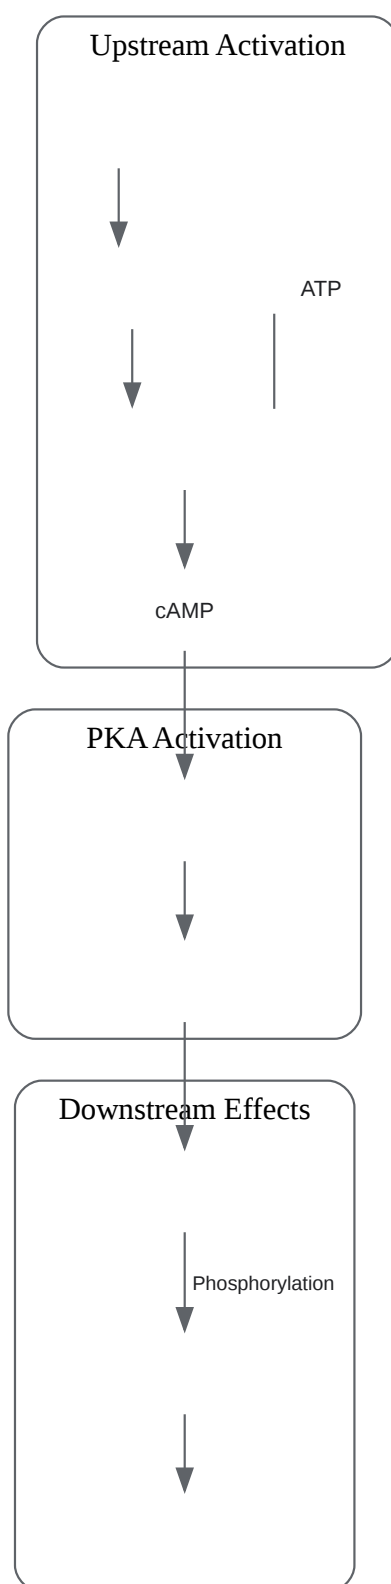 Upstream Activation
ATP
cAMP
PKA Activation
Downstream Effects
Phosphorylation